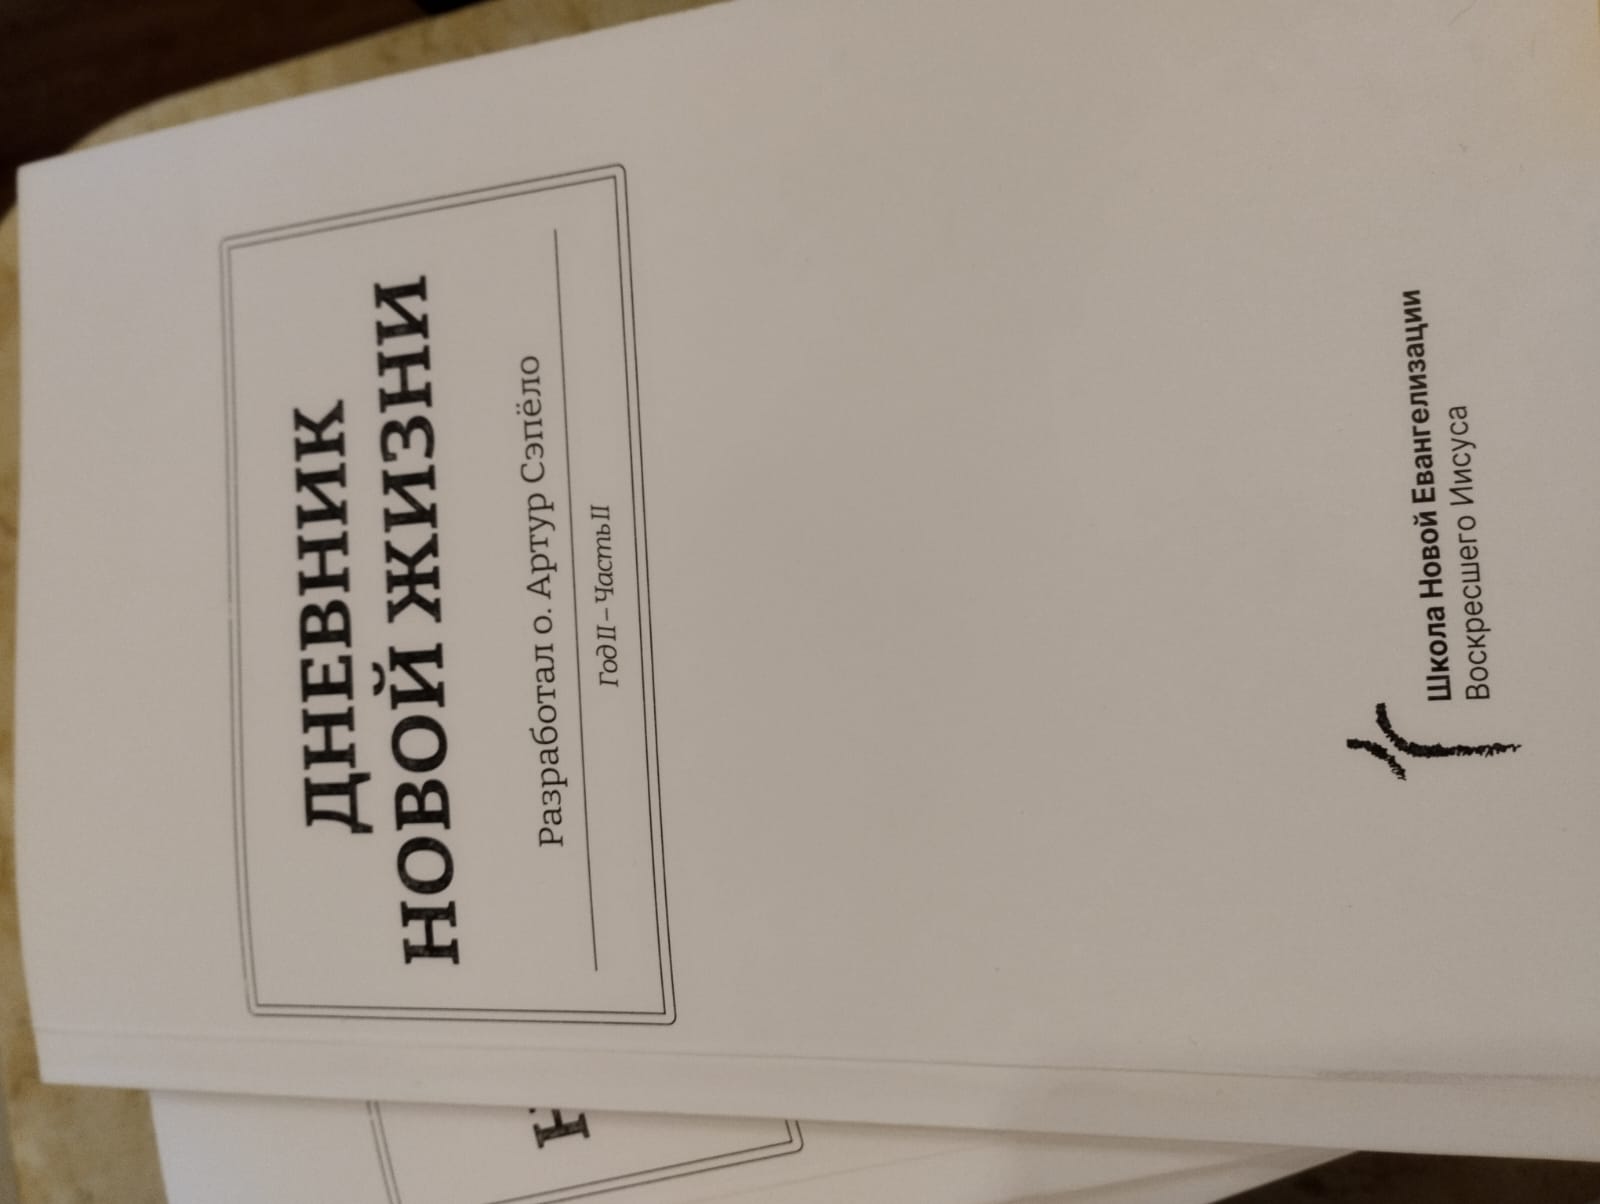 ДНЕВНИК
НОВОЙ ЖИЗНИ
Разработал о. Артур Сэпёло
Год II – Часть II
Школа Новой Евангелизации
Воскресшего Иисуса
Н